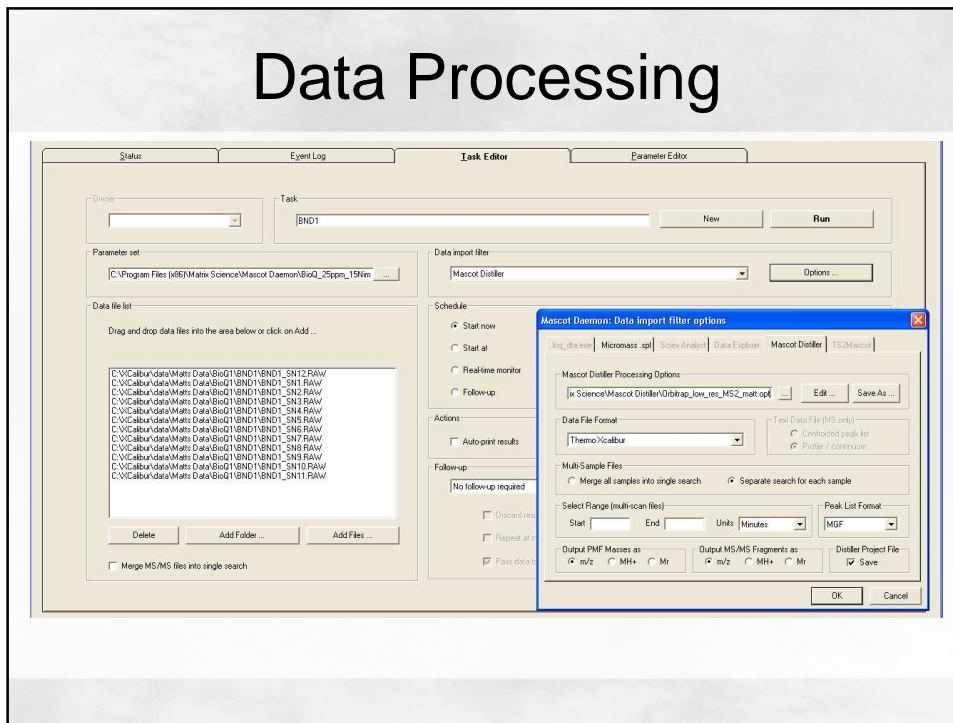 Data Processing
Status Event Log Task Editor Parameter Editor
Owner
Task
BND1
New
Run
Parameter set
C:\Program Files (x86)\Matrix Science\Mascot Daemon\BioQ_25ppm_15Nim ...
Data import filter
Mascot Distiller
Options ...
Data file list
Drag and drop data files into the area below or click on Add ...
C:\XCalibur\data\Matts Data\BioQ1\BND1\BND1_SN12.RAW
C:\XCalibur\data\Matts Data\BioQ1\BND1\BND1_SN1.RAW
C:\XCalibur\data\Matts Data\BioQ1\BND1\BND1_SN2.RAW
C:\XCalibur\data\Matts Data\BioQ1\BND1\BND1_SN3.RAW
C:\XCalibur\data\Matts Data\BioQ1\BND1\BND1_SN4.RAW
C:\XCalibur\data\Matts Data\BioQ1\BND1\BND1_SN5.RAW
C:\XCalibur\data\Matts Data\BioQ1\BND1\BND1_SN6.RAW
C:\XCalibur\data\Matts Data\BioQ1\BND1\BND1_SN7.RAW
C:\XCalibur\data\Matts Data\BioQ1\BND1\BND1_SN8.RAW
C:\XCalibur\data\Matts Data\BioQ1\BND1\BND1_SN9.RAW
C:\XCalibur\data\Matts Data\BioQ1\BND1\BND1_SN10.RAW
C:\XCalibur\data\Matts Data\BioQ1\BND1\BND1_SN11.RAW
Delete
Add Folder ...
Add Files ...
Merge MS/MS files into single search
Schedule
Start now
Start at
Real-time monitor
Follow-up
Actions
Auto-print results
Follow-up
No follow-up required
Discard resu
Repeat at in
Pass data to
Mascot Daemon: Data import filter options
lcq_dta.exe Micromass .spl Sciex Analyst Data Explorer Mascot Distiller TS2Mascot
Mascot Distiller Processing Options
ix Science\Mascot Distiller\Orbitrap_low_res_MS2_matt.opt ... Edit ... Save As ...
Data File Format
Thermo Xcalibur
Text Data File (MS only)
Centroided peak list
Profile / continuum
Multi-Sample Files
Merge all samples into single search Separate search for each sample
Select Range (multi-scan files)
Start End Units Minutes
Peak List Format
MGF
Output PMF Masses as
m/z MH+ Mr
Output MS/MS Fragments as
m/z MH+ Mr
Distiller Project File
Save
OK Cancel